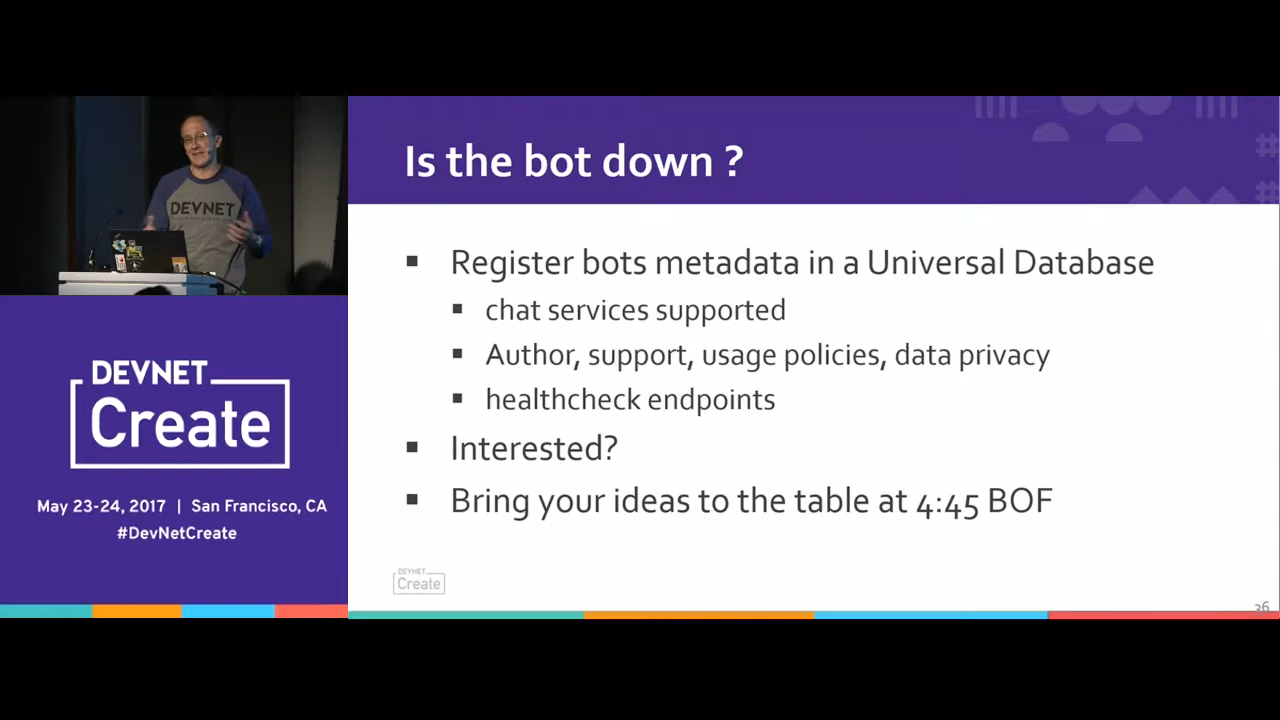 Is the bot down ?
Register bots metadata in a Universal Database
chat services supported
Author, support, usage policies, data privacy
healthcheck endpoints
Interested?
Bring your ideas to the table at 4:45 BOF
DEVNET
Create
36
DEVNET
DEVNET
Create
May 23-24, 2017 | San Francisco, CA
#DevNetCreate